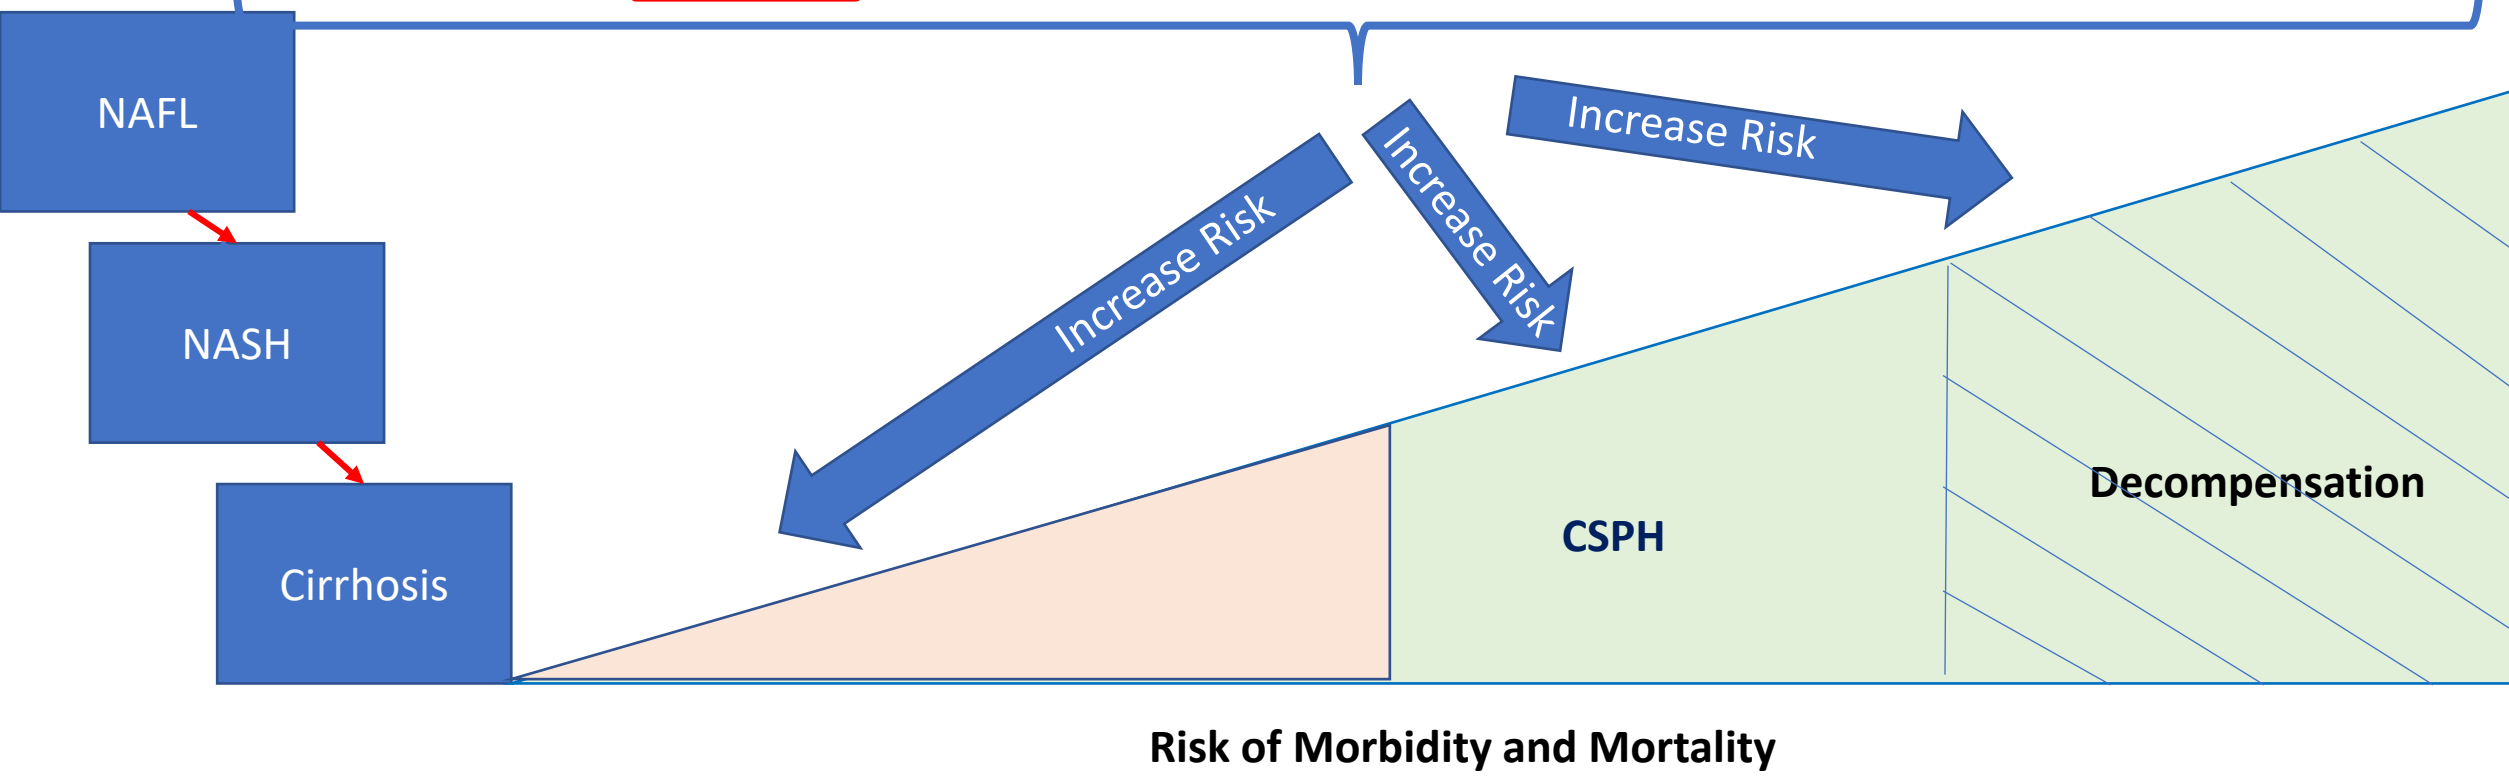 NAFL
Increase Risk
Increase Risk
Increase Risk
NASH
Decompensation
CSPH
Cirrhosis
Risk of Morbidity and Mortality